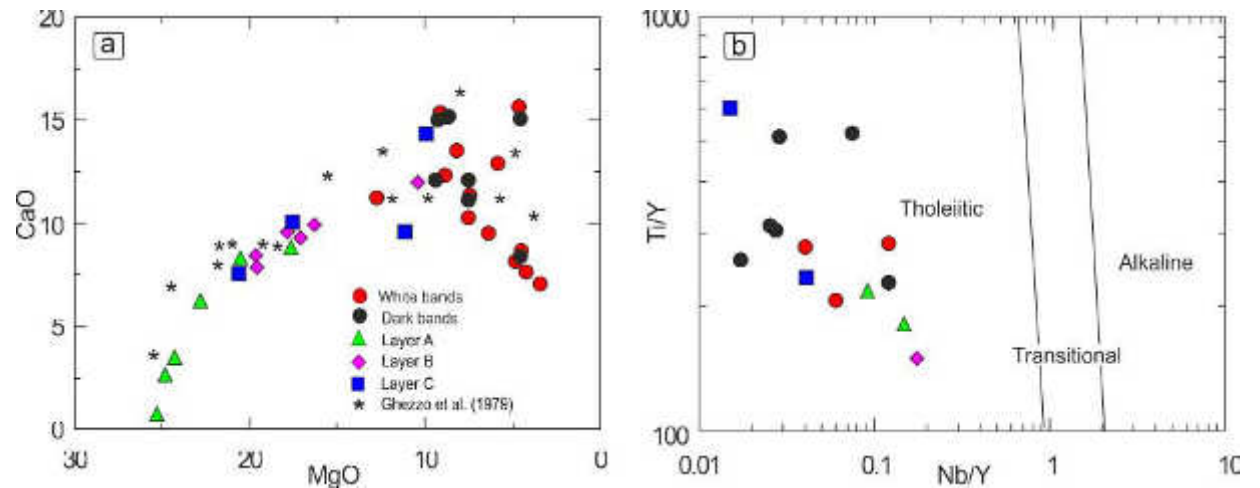 20
a
15
CaO
10
5
0
30
20
10
0
MgO
White bands
Dark bands
Layer A
Layer B
Layer C
* Ghezzo et al. (1979)
1000
b
Ti/Y
Tholeiitic
Alkaline
Transitional
100
0.01
0.1
Nb/Y
1
10